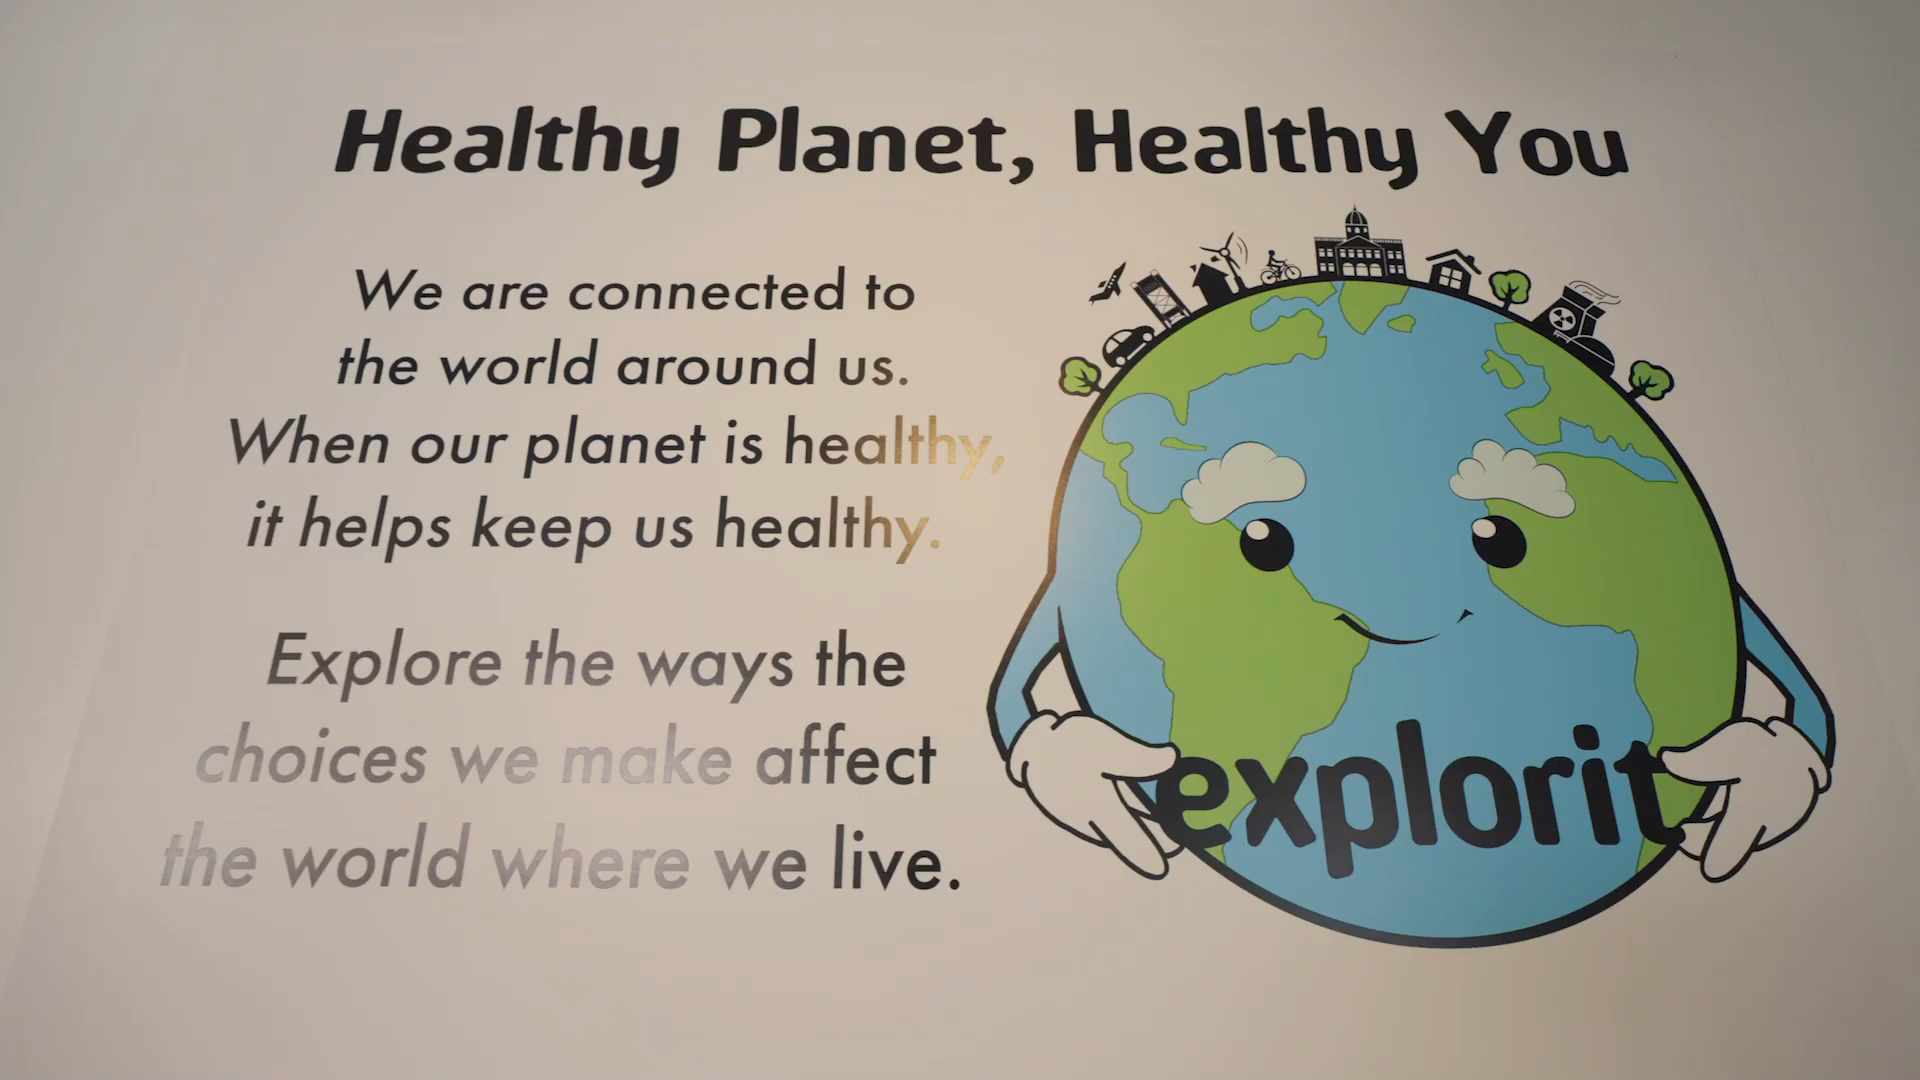 Healthy Planet, Healthy You
We are connected to
the world around us.
When our planet is healthy,
it helps keep us healthy.
Explore the ways the
choices we make affect
the world where we live.
explorit